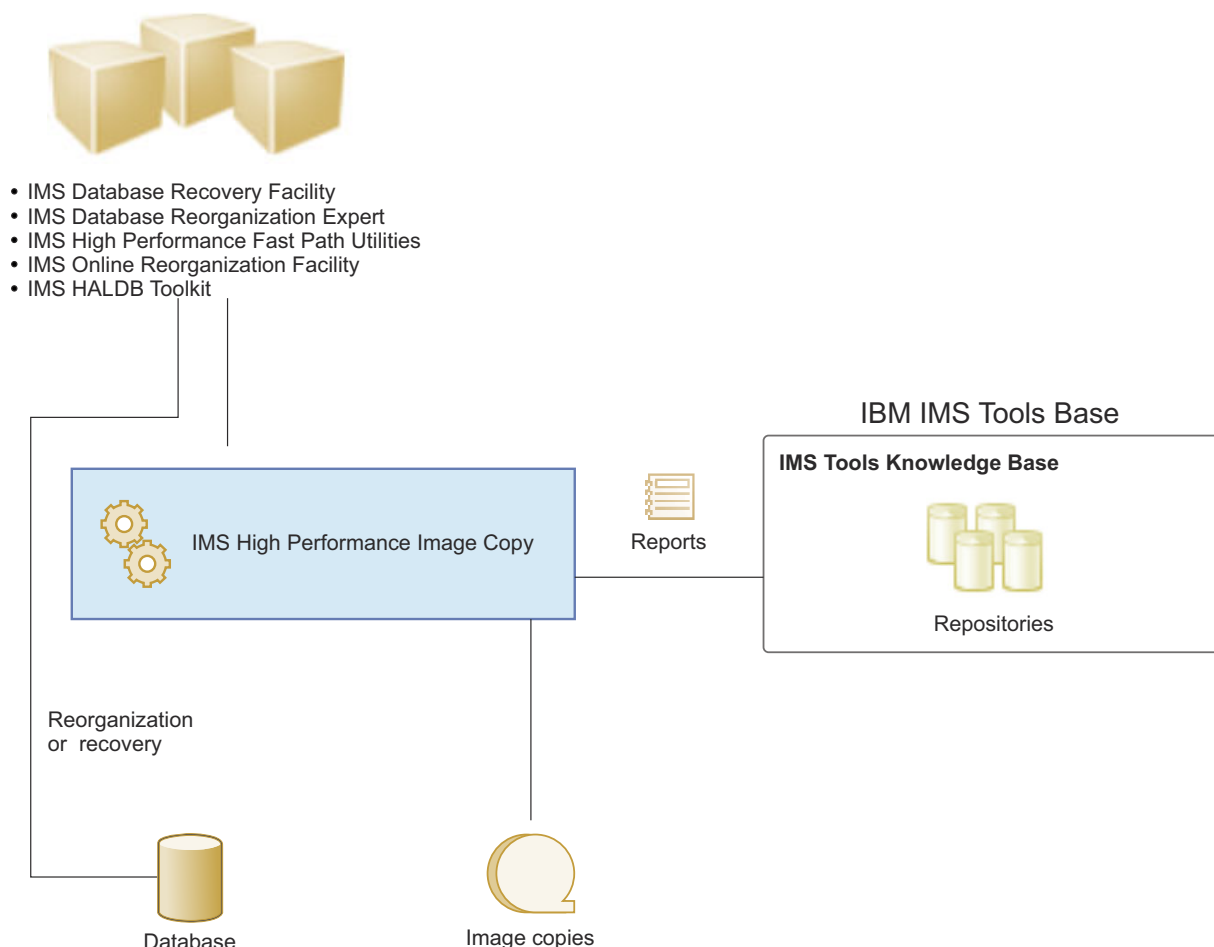 • IMS Database Recovery Facility
• IMS Database Reorganization Expert
• IMS High Performance Fast Path Utilities
• IMS Online Reorganization Facility
• IMS HALDB Toolkit
IBM IMS Tools Base
IMS Tools Knowledge Base
IMS High Performance Image Copy
Reports
Repositories
Reorganization
or recovery
Database
Image copies